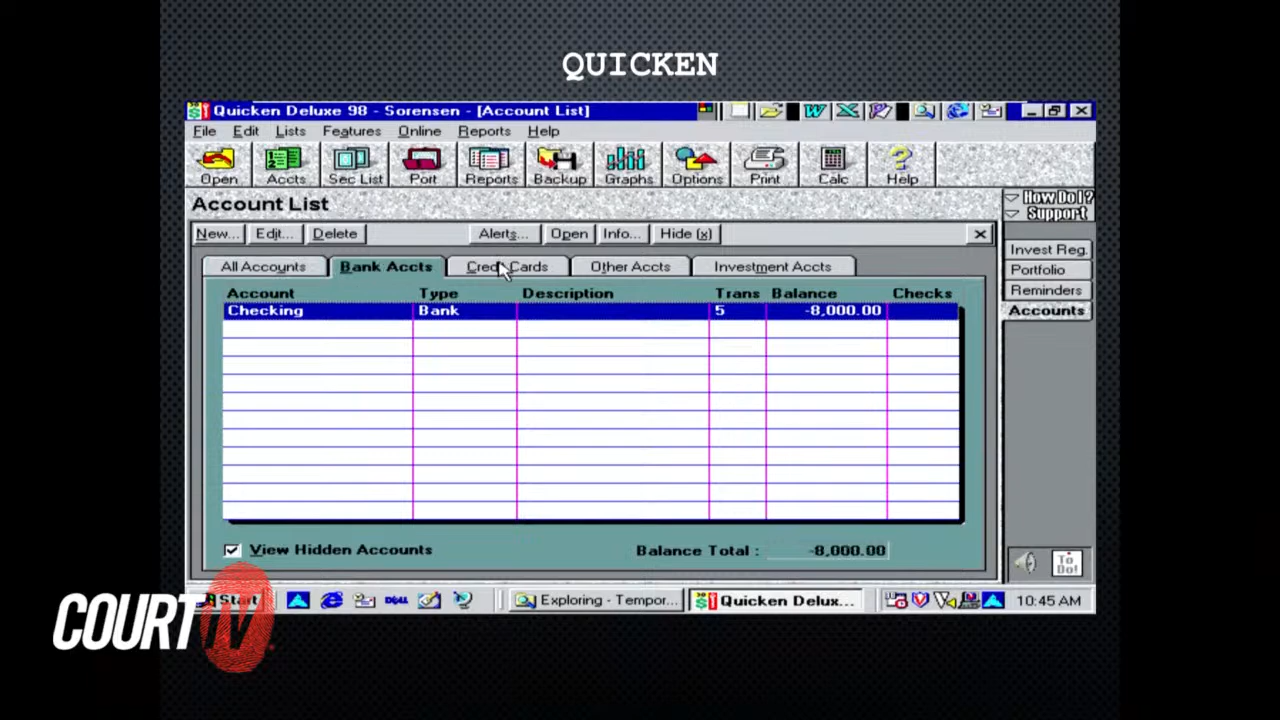 QUICKEN
Quicken Deluxe 98 - Sorensen - [Account List]
File Edit Lists Features Online Reports Help
Open Accts Sec List Port Reports Backup Graphs Options Print Calc Help
Account List
How Do I?
Support
New... Edit... Delete Alerts... Open Info... Hide (x)
All Accounts Bank Accts Credit Cards Other Accts Investment Accts
Invest Reg.
Portfolio
Reminders
Accounts
Account Type Description Trans Balance Checks
Checking Bank 5 -8,000.00
View Hidden Accounts Balance Total : -8,000.00
To Do!
Start DELL Exploring - Tempor... Quicken Delux... 10:45 AM
COURT TV